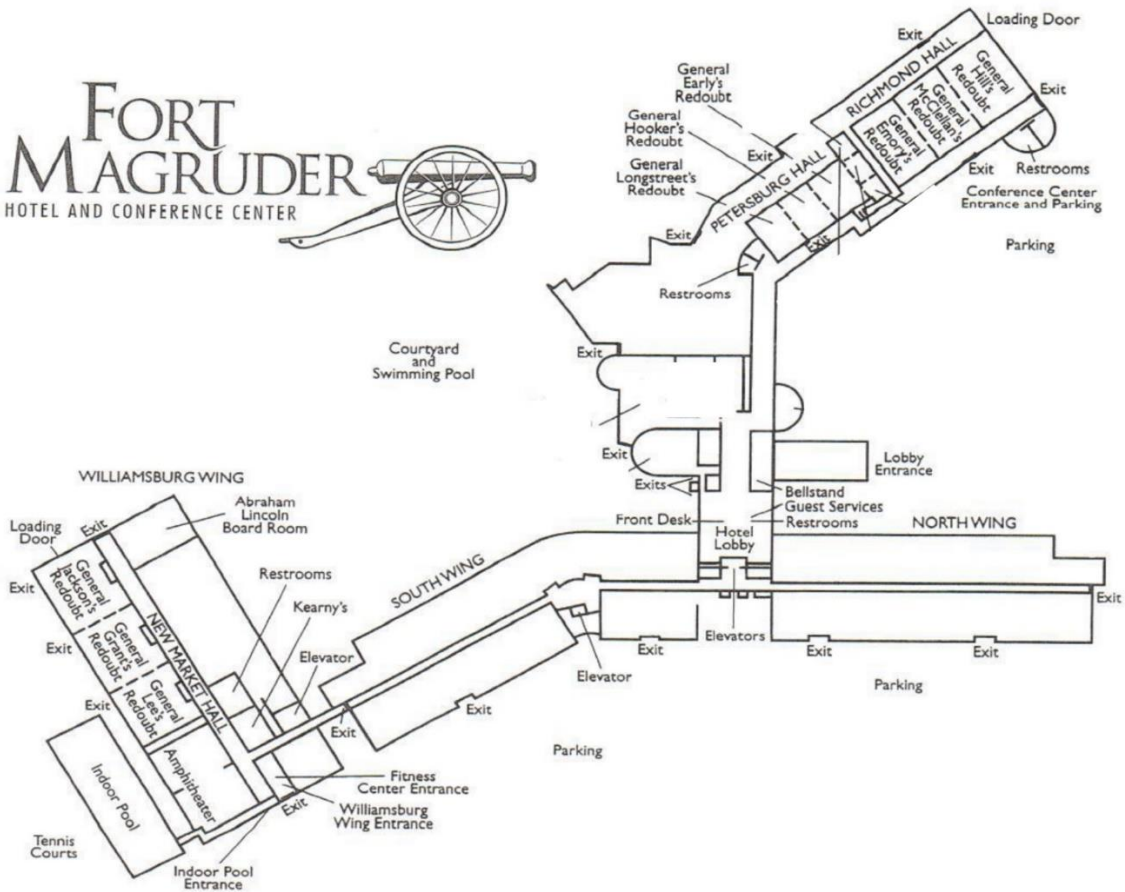 FORT
MAGRUDER
HOTEL AND CONFERENCE CENTER
Loading Door
Exit
RICHMOND HALL
General
Hill's
Redoubt
General
McClellan's
Redoubt
General
Emory's
Redoubt
Exit
Restrooms
Exit
Conference Center
Entrance and Parking
Parking
General
Early's
Redoubt
General
Hooker's
Redoubt
General
Longstreet's
Redoubt
Exit
PETERSBURG HALL
Exit
Exit
Restrooms
Courtyard
and
Swimming Pool
Exit
Exit
Exits
Lobby
Entrance
Bellstand
Guest Services
Front Desk
Restrooms
Hotel
Lobby
NORTH WING
Elevators
Exit
Exit
Exit
Exit
Parking
SOUTH WING
Elevator
Exit
Exit
Parking
WILLIAMSBURG WING
Abraham
Lincoln
Board Room
Loading
Door
Exit
Exit
General
Jackson's
Redoubt
Restrooms
Kearny's
Elevator
NEW MARKET HALL
General
Grant's
Redoubt
Exit
General
Lee's
Redoubt
Exit
Amphitheater
Indoor Pool
Fitness
Center Entrance
Exit
Williamsburg
Wing Entrance
Tennis
Courts
Indoor Pool
Entrance